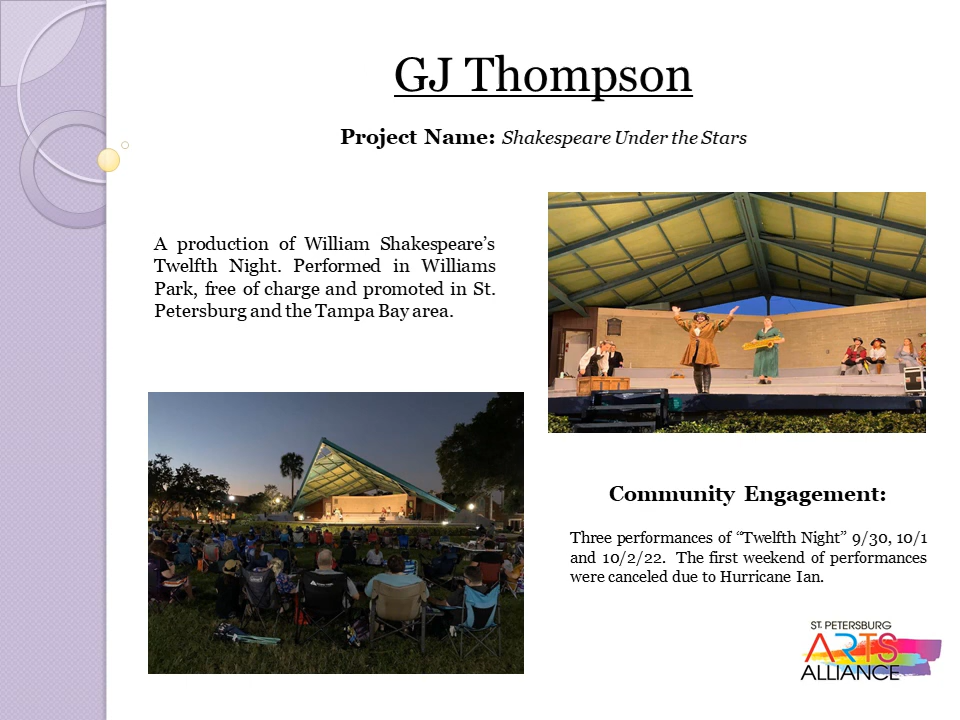 GJ Thompson
Project Name: Shakespeare Under the Stars
A production of William Shakespeare’s
Twelfth Night. Performed in Williams
Park, free of charge and promoted in St.
Petersburg and the Tampa Bay area.
Community Engagement:
Three performances of “Twelfth Night” 9/30, 10/1
and 10/2/22.  The first weekend of performances
were canceled due to Hurricane Ian.
ST. PETERSBURG
ARTS
ALLIANCE